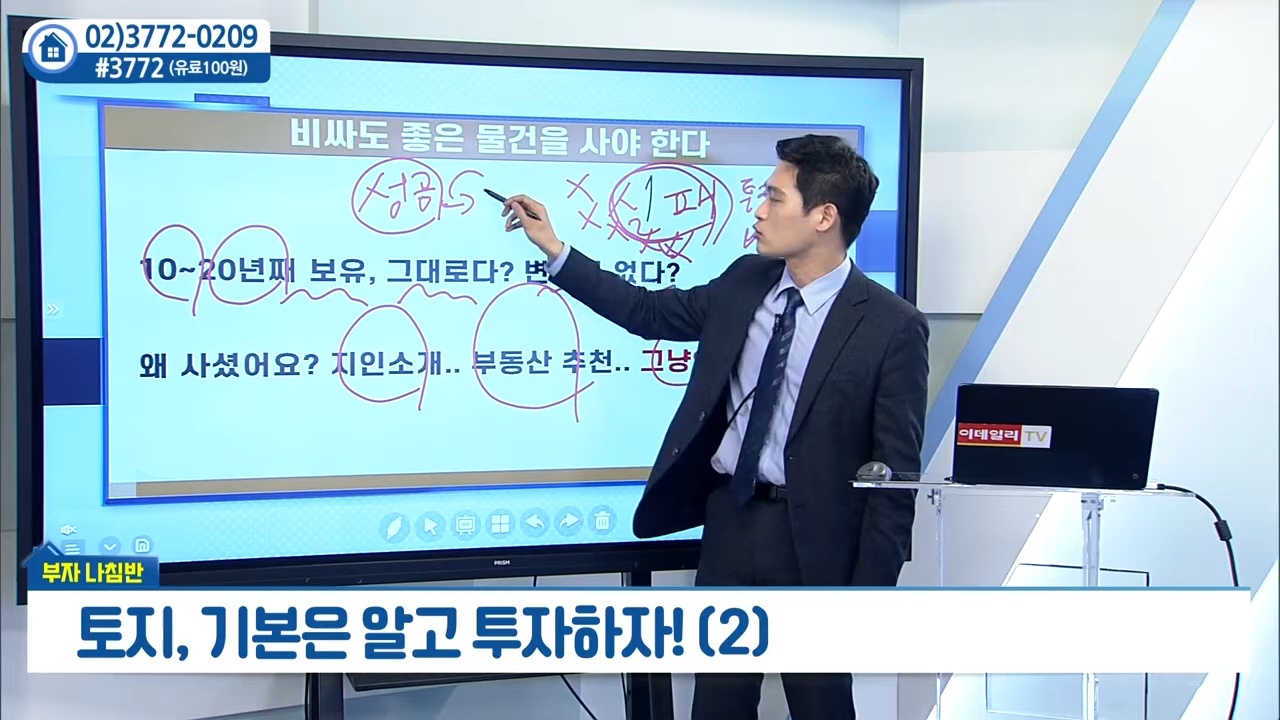 02)3772-0209
#3772 (유료100원)
비싸도 좋은 물건을 사야 한다
성공 실패
10~20년째 보유, 그대로다? 없다?
왜 사셨어요? 지인소개.. 부동산 추천.. 그냥
이데일리 TV
PRISM
부자 나침반
토지, 기본은 알고 투자하자! (2)